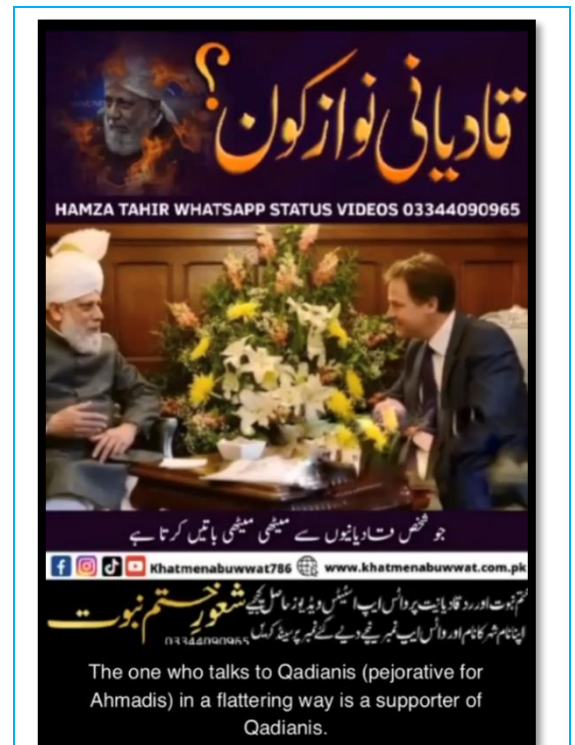 قادیانی نواز کون؟
HAMZA TAHIR WHATSAPP STATUS VIDEOS 03344090965
جو شخص قادیانیوں سے میٹھی میٹھی باتیں کرتا ہے
Khatmenabuwwat786 www.khatmenabuwwat.com.pk
ختم نبوت اور رد قادیانیت پر واٹس ایپ اسٹیٹس ویڈیوز حاصل کیجیے
شعور ختم نبوت
اپنا نام شہر کا نام اور واٹس ایپ نمبر نیچے دیے گئے نمبر پر سینڈ کریں
03344090965
The one who talks to Qadianis (pejorative for
Ahmadis) in a flattering way is a supporter of
Qadianis.